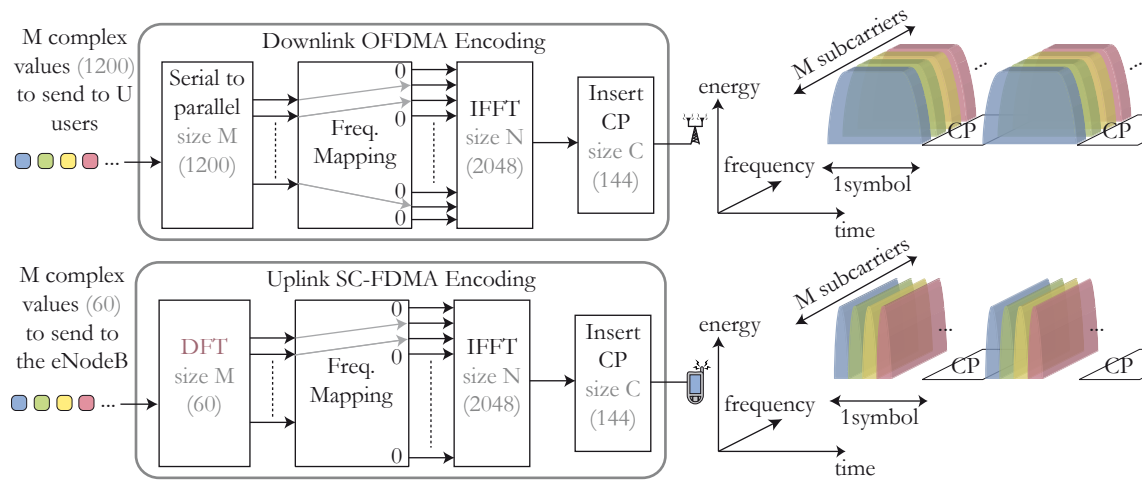 Downlink OFDMA Encoding
M complex
values (1200)
to send to U
users
...
Serial to
parallel
size M
(1200)
Freq.
Mapping
0
0
0
0
IFFT
size N
(2048)
Insert
CP
size C
(144)
energy
frequency
time
M subcarriers
...
...
CP
CP
1symbol
Uplink SC-FDMA Encoding
M complex
values (60)
to send to
the eNodeB
...
DFT
size M
(60)
Freq.
Mapping
0
0
0
IFFT
size N
(2048)
Insert
CP
size C
(144)
energy
frequency
time
M subcarriers
...
...
CP
CP
1symbol